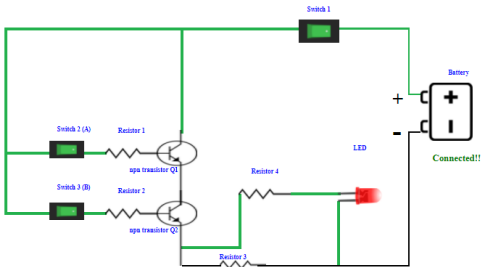 Switch 1
Battery
+
+
-
Switch 2 (A)
Resistor 1
LED
Connected!!
npn transistor Q1
Resistor 4
Switch 3 (B)
Resistor 2
npn transistor Q2
Resistor 3